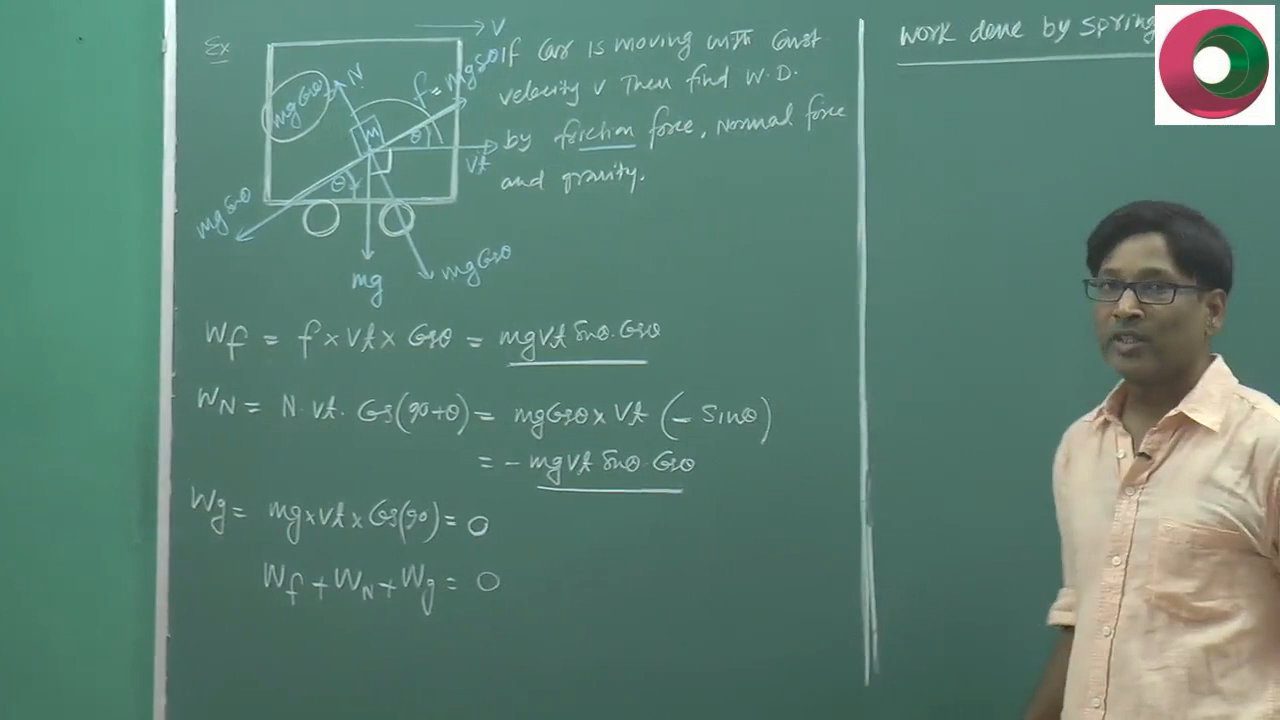 Ex
V
If Car is moving with Const
velocity v Then find W.D.
by friction force, Normal force
and gravity.
N
mg Cosθ
f = mg Sinθ
M
θ
Vt
θ
mg Sinθ
mg Cosθ
mg
Wf = f × Vt × Cosθ = mgVt Sinθ. Cosθ
WN = N. Vt. Cos(90+θ) = mg Cosθ × Vt (- Sinθ)
= - mgVt Sinθ. Cosθ
Wg = mg × Vt × Cos(90) = 0
Wf + WN + Wg = 0
Work done by Spring